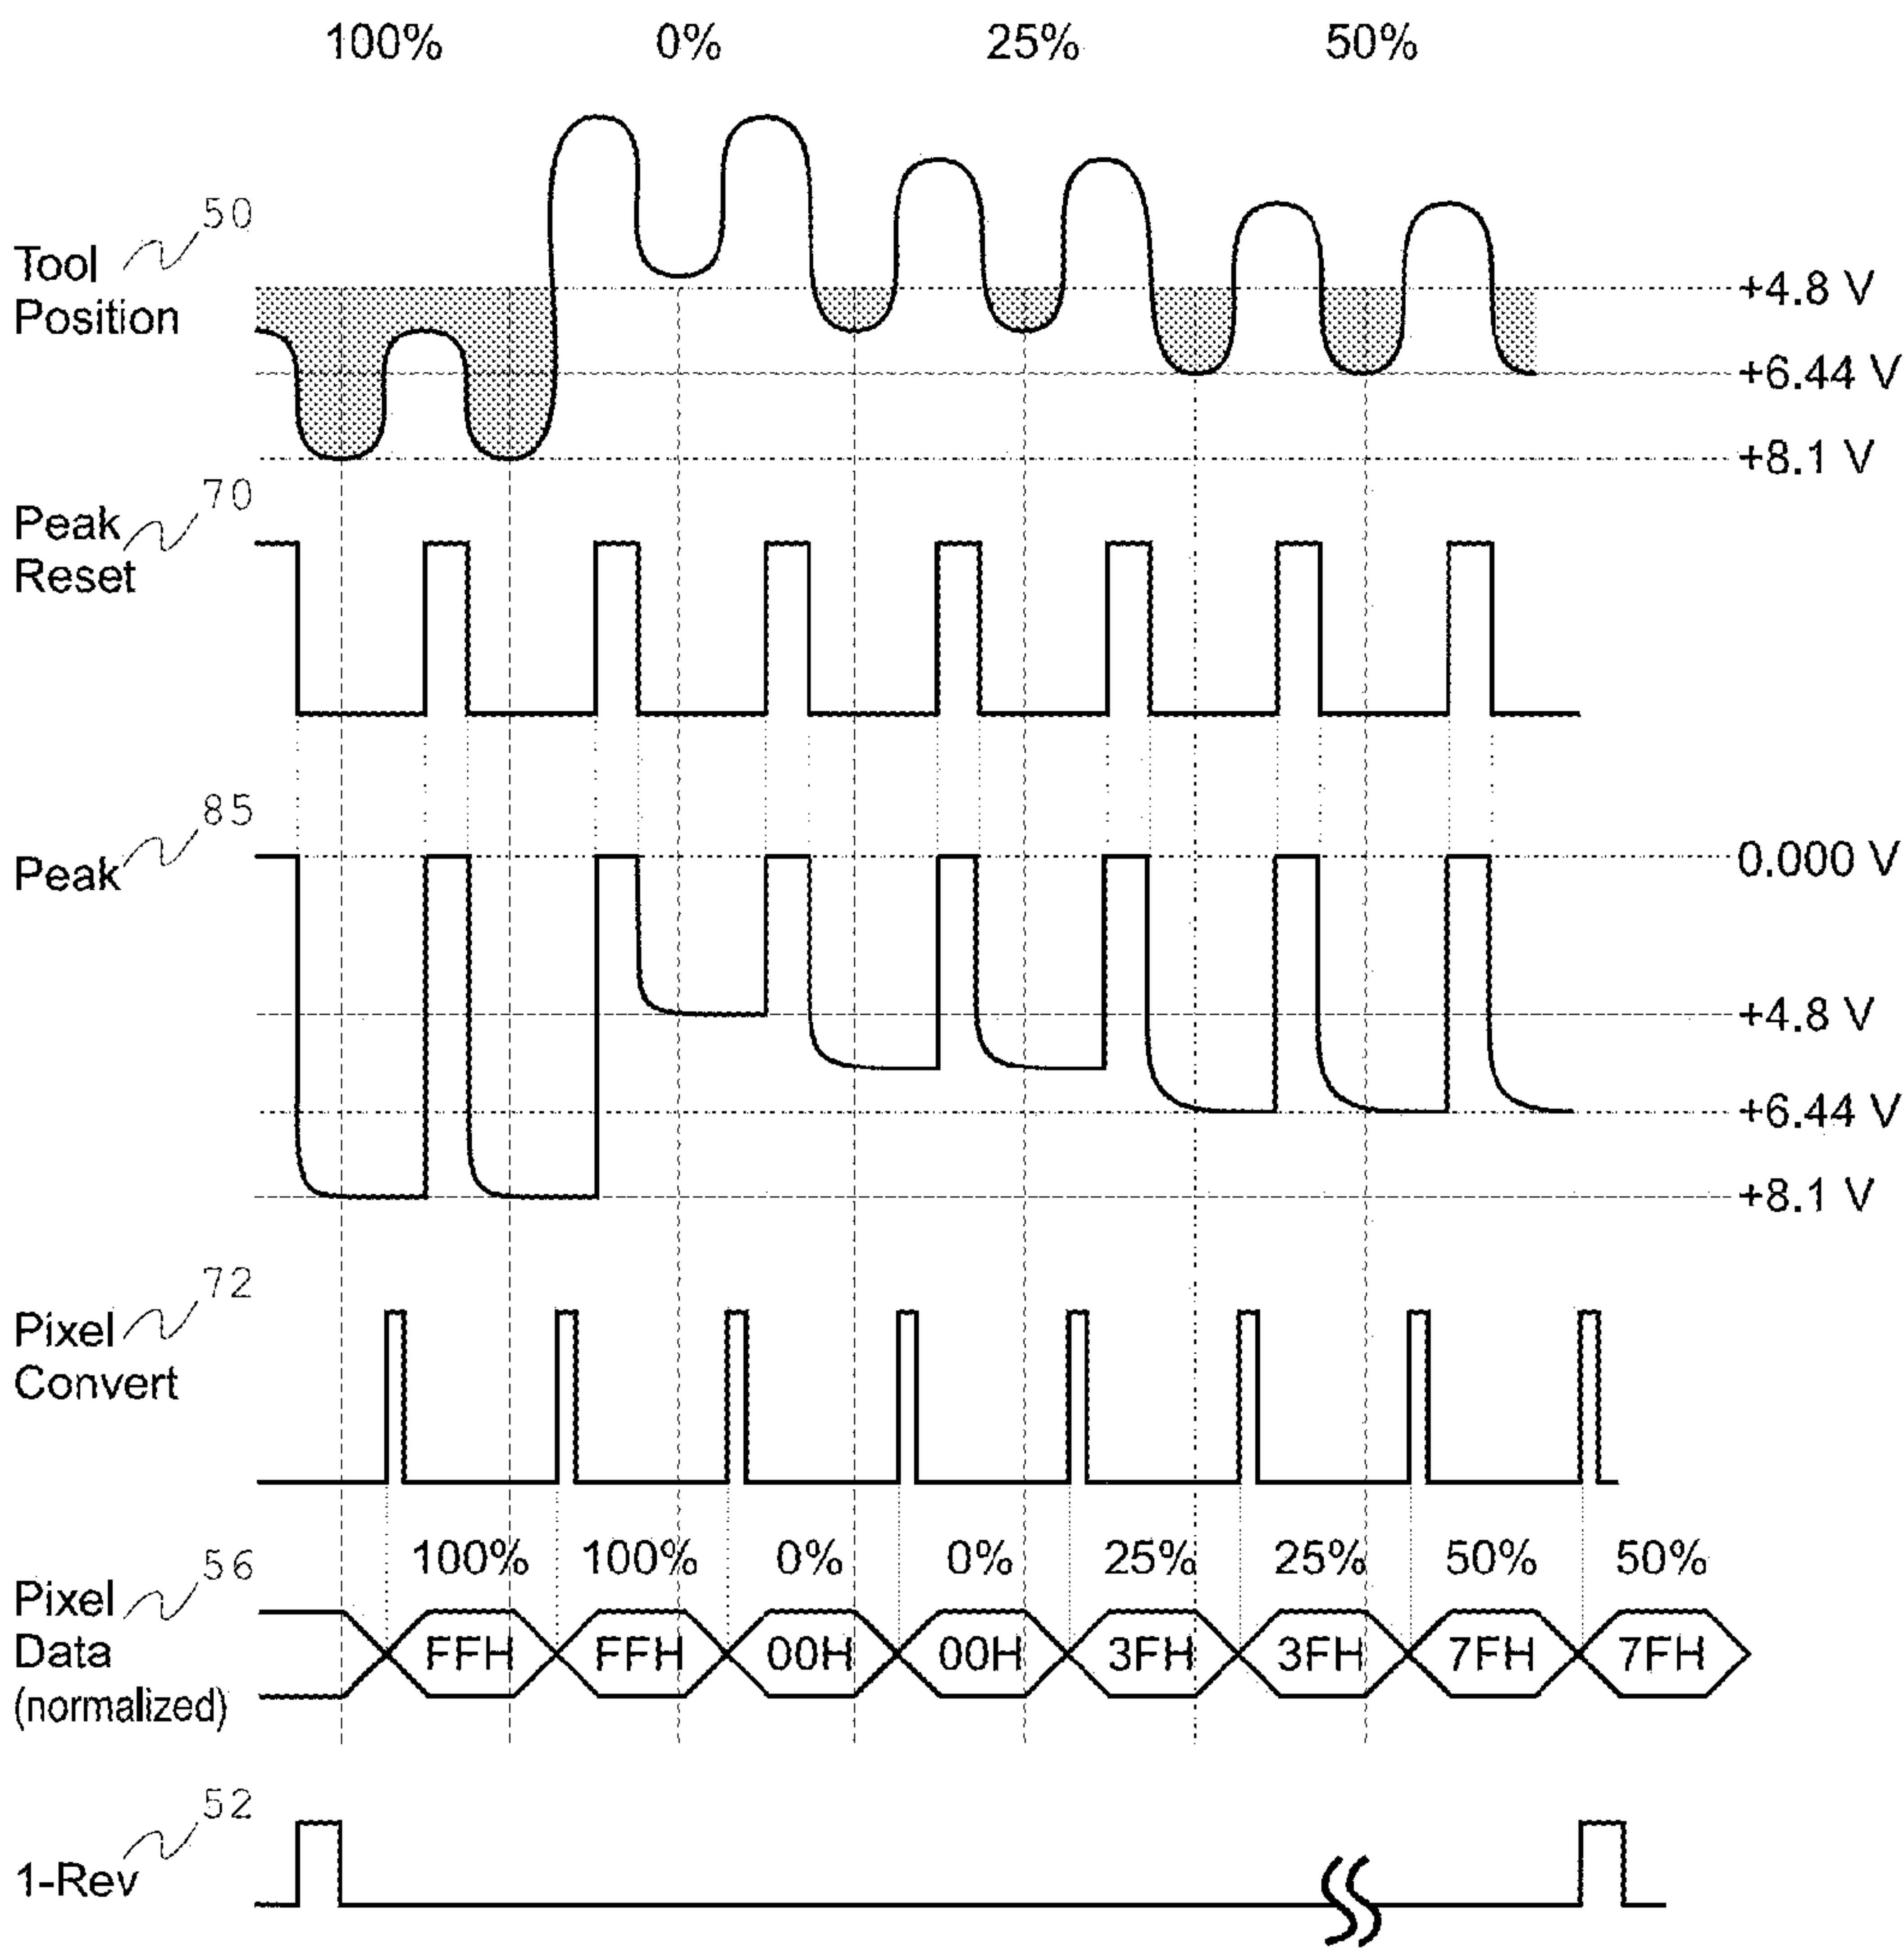 100% 0% 25% 50%
50
Tool
Position
+4.8 V
+6.44 V
+8.1 V
70
Peak
Reset
85
Peak
0.000 V
+4.8 V
+6.44 V
+8.1 V
72
Pixel
Convert
100% 100% 0% 0% 25% 25% 50% 50%
56
Pixel
Data
(normalized)
FFH FFH 00H 00H 3FH 3FH 7FH 7FH
52
1-Rev